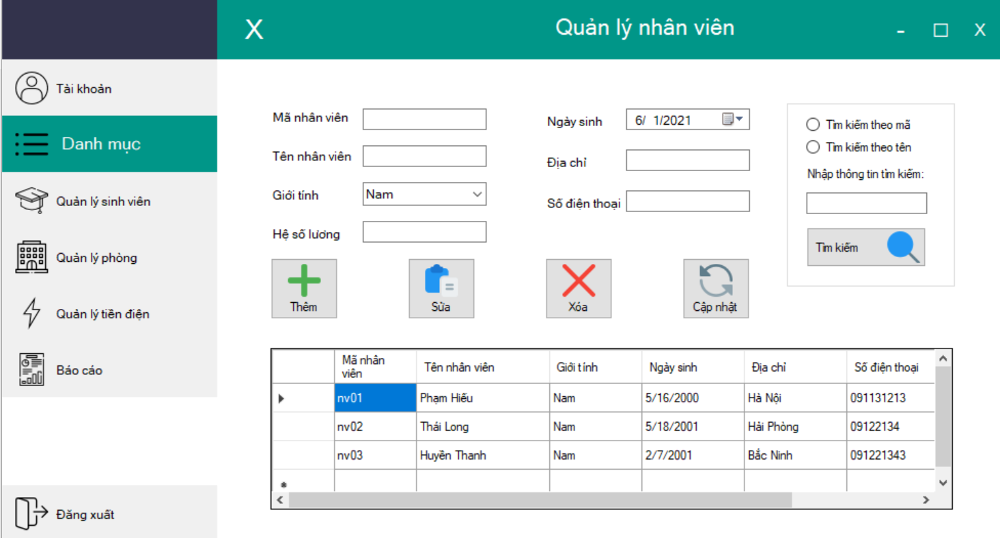 X
Quản lý nhân viên
- □ X
Tài khoản
Danh mục
Quản lý sinh viên
Quản lý phòng
Quản lý tiền điện
Báo cáo
Đăng xuất
Mã nhân viên
Tên nhân viên
Giới tính
Nam
Hệ số lương
Ngày sinh
6/ 1/2021
Địa chỉ
Số điện thoại
Tìm kiếm theo mã
Tìm kiếm theo tên
Nhập thông tin tìm kiếm:
Tìm kiếm
Thêm
Sửa
Xóa
Cập nhật
Mã nhân
viên
Tên nhân viên
Giới tính
Ngày sinh
Địa chỉ
Số điện thoại
nv01 Phạm Hiếu Nam 5/16/2000 Hà Nội 091131213
nv02 Thái Long Nam 5/18/2001 Hải Phòng 09122134
nv03 Huyền Thanh Nam 2/7/2001 Bắc Ninh 091221343